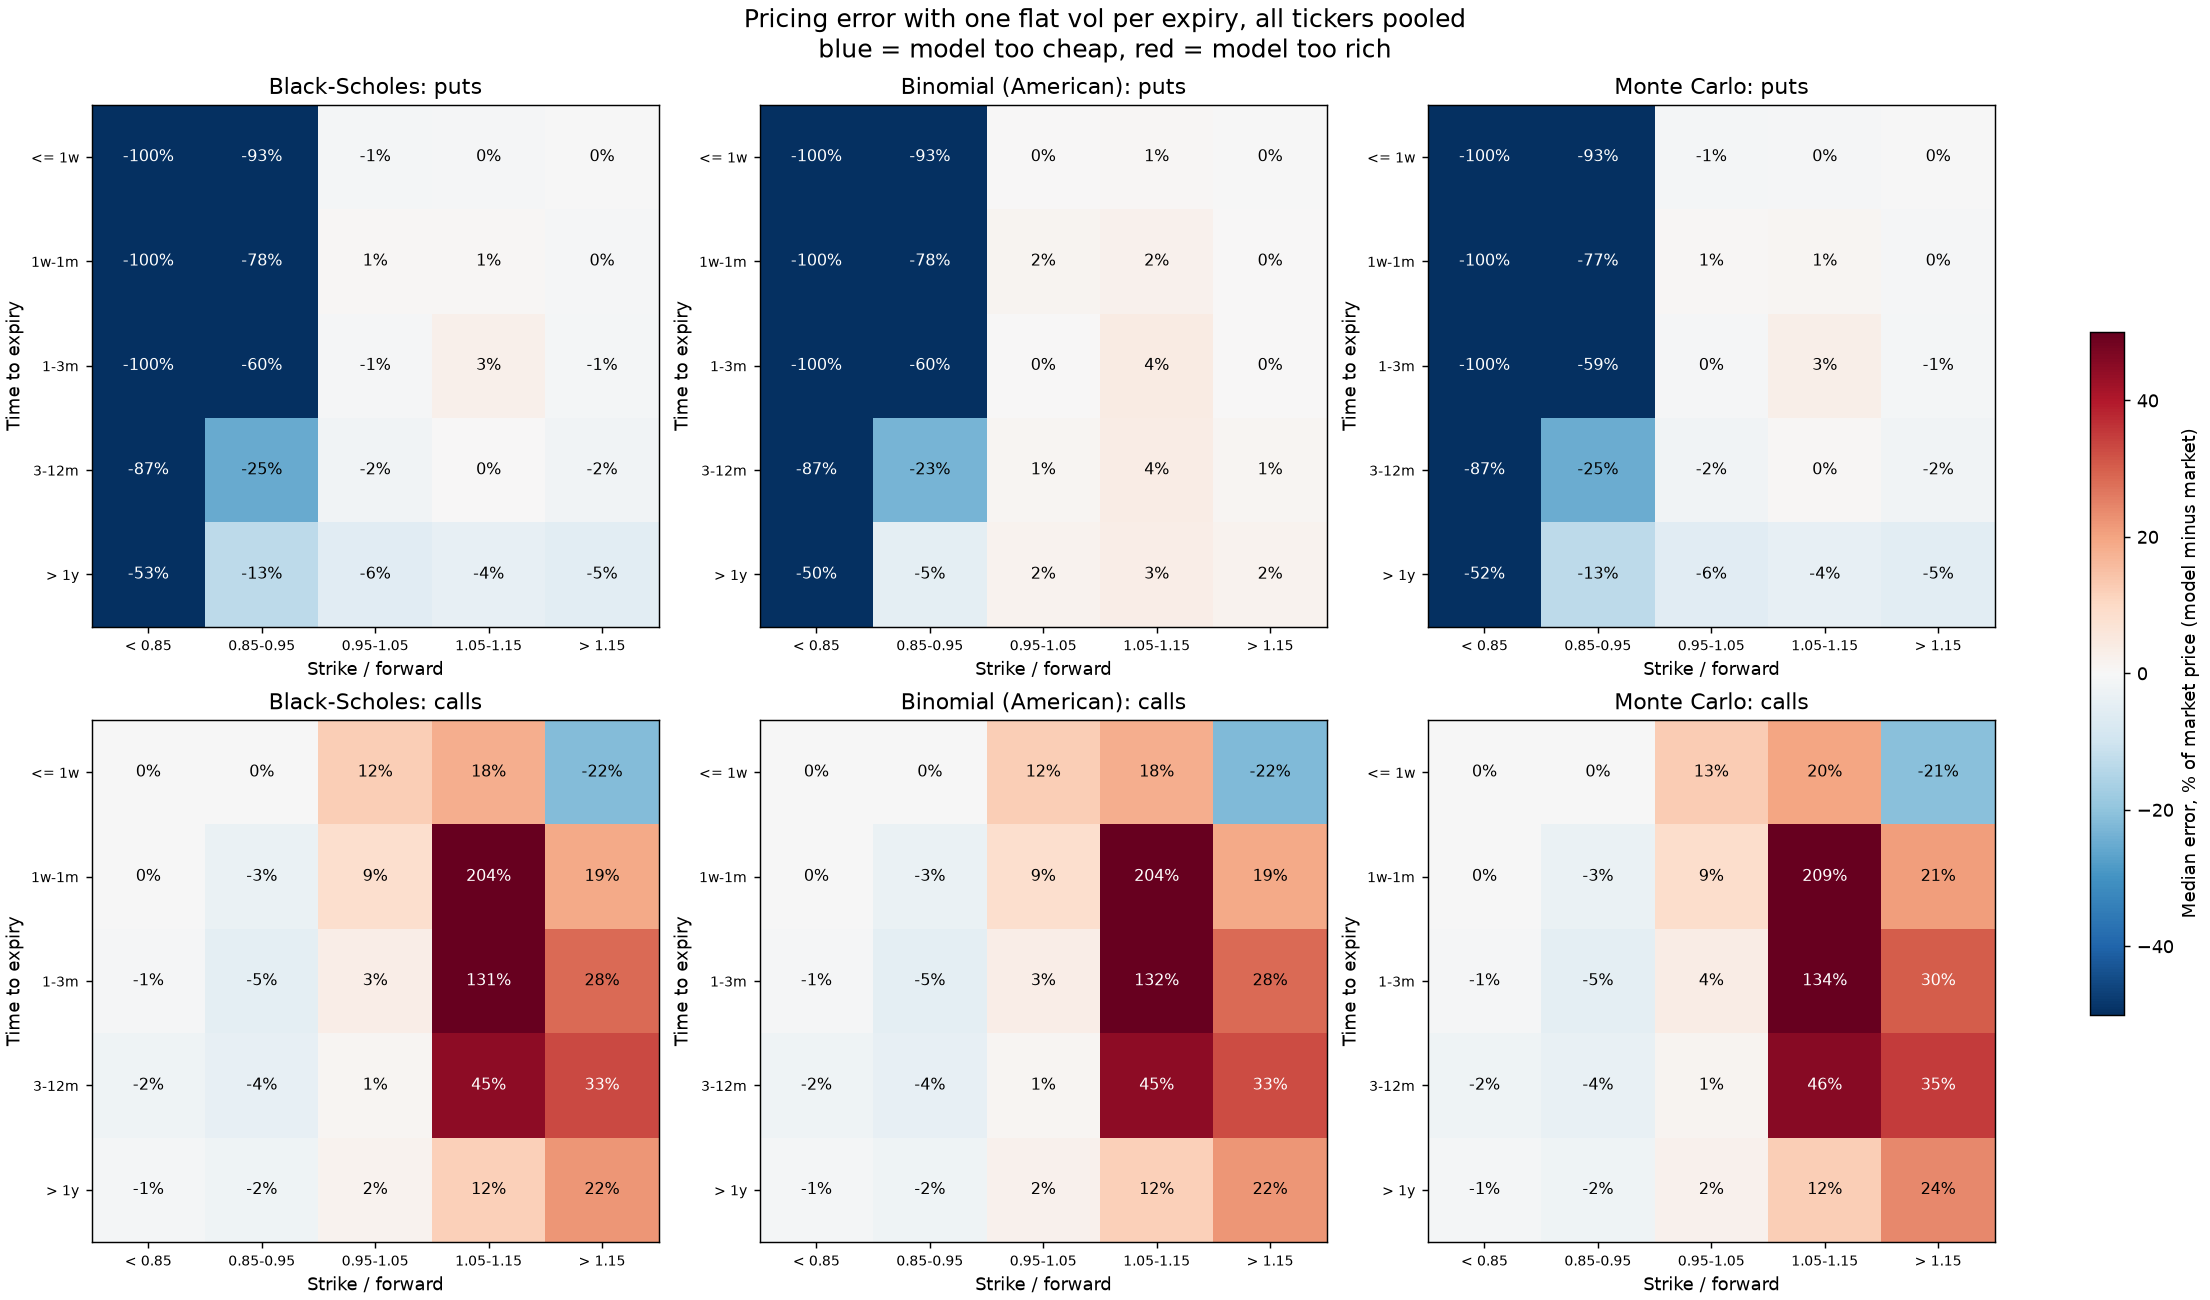 Pricing error with one flat vol per expiry, all tickers pooled
blue = model too cheap, red = model too rich
Black-Scholes: puts
Time to expiry
<= 1w -100% -93% -1% 0% 0%
1w-1m -100% -78% 1% 1% 0%
1-3m -100% -60% -1% 3% -1%
3-12m -87% -25% -2% 0% -2%
> 1y -53% -13% -6% -4% -5%
< 0.85 0.85-0.95 0.95-1.05 1.05-1.15 > 1.15
Strike / forward
Binomial (American): puts
Time to expiry
<= 1w -100% -93% 0% 1% 0%
1w-1m -100% -78% 2% 2% 0%
1-3m -100% -60% 0% 4% 0%
3-12m -87% -23% 1% 4% 1%
> 1y -50% -5% 2% 3% 2%
< 0.85 0.85-0.95 0.95-1.05 1.05-1.15 > 1.15
Strike / forward
Monte Carlo: puts
Time to expiry
<= 1w -100% -93% -1% 0% 0%
1w-1m -100% -77% 1% 1% 0%
1-3m -100% -59% 0% 3% -1%
3-12m -87% -25% -2% 0% -2%
> 1y -52% -13% -6% -4% -5%
< 0.85 0.85-0.95 0.95-1.05 1.05-1.15 > 1.15
Strike / forward
Black-Scholes: calls
Time to expiry
<= 1w 0% 0% 12% 18% -22%
1w-1m 0% -3% 9% 204% 19%
1-3m -1% -5% 3% 131% 28%
3-12m -2% -4% 1% 45% 33%
> 1y -1% -2% 2% 12% 22%
< 0.85 0.85-0.95 0.95-1.05 1.05-1.15 > 1.15
Strike / forward
Binomial (American): calls
Time to expiry
<= 1w 0% 0% 12% 18% -22%
1w-1m 0% -3% 9% 204% 19%
1-3m -1% -5% 3% 132% 28%
3-12m -2% -4% 1% 45% 33%
> 1y -1% -2% 2% 12% 22%
< 0.85 0.85-0.95 0.95-1.05 1.05-1.15 > 1.15
Strike / forward
Monte Carlo: calls
Time to expiry
<= 1w 0% 0% 13% 20% -21%
1w-1m 0% -3% 9% 209% 21%
1-3m -1% -5% 4% 134% 30%
3-12m -2% -4% 1% 46% 35%
> 1y -1% -2% 2% 12% 24%
< 0.85 0.85-0.95 0.95-1.05 1.05-1.15 > 1.15
Strike / forward
40
20
0
−20
−40
Median error, % of market price (model minus market)